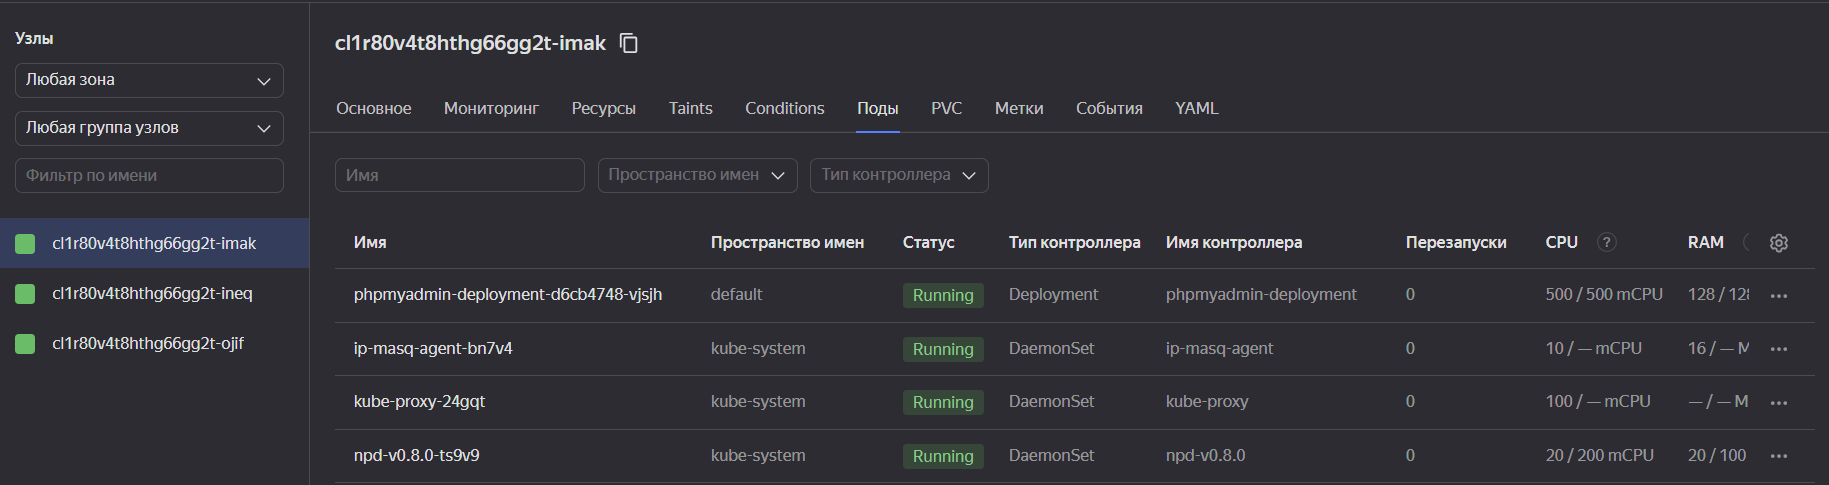 Узлы
Любая зона
Любая группа узлов
Фильтр по имени
cl1r80v4t8hthg66gg2t-imak
cl1r80v4t8hthg66gg2t-ineq
cl1r80v4t8hthg66gg2t-ojif
cl1r80v4t8hthg66gg2t-imak
Основное Мониторинг Ресурсы Taints Conditions Поды PVC Метки События YAML
Имя Пространство имен Тип контроллера
Имя Пространство имен Статус Тип контроллера Имя контроллера Перезапуски CPU ? RAM
phpmyadmin-deployment-d6cb4748-vjsjh default Running Deployment phpmyadmin-deployment 0 500 / 500 mCPU 128 /
ip-masq-agent-bn7v4 kube-system Running DaemonSet ip-masq-agent 0 10 / — mCPU 16 / —
kube-proxy-24gqt kube-system Running DaemonSet kube-proxy 0 100 / — mCPU — / —
npd-v0.8.0-ts9v9 kube-system Running DaemonSet npd-v0.8.0 0 20 / 200 mCPU 20 / 100